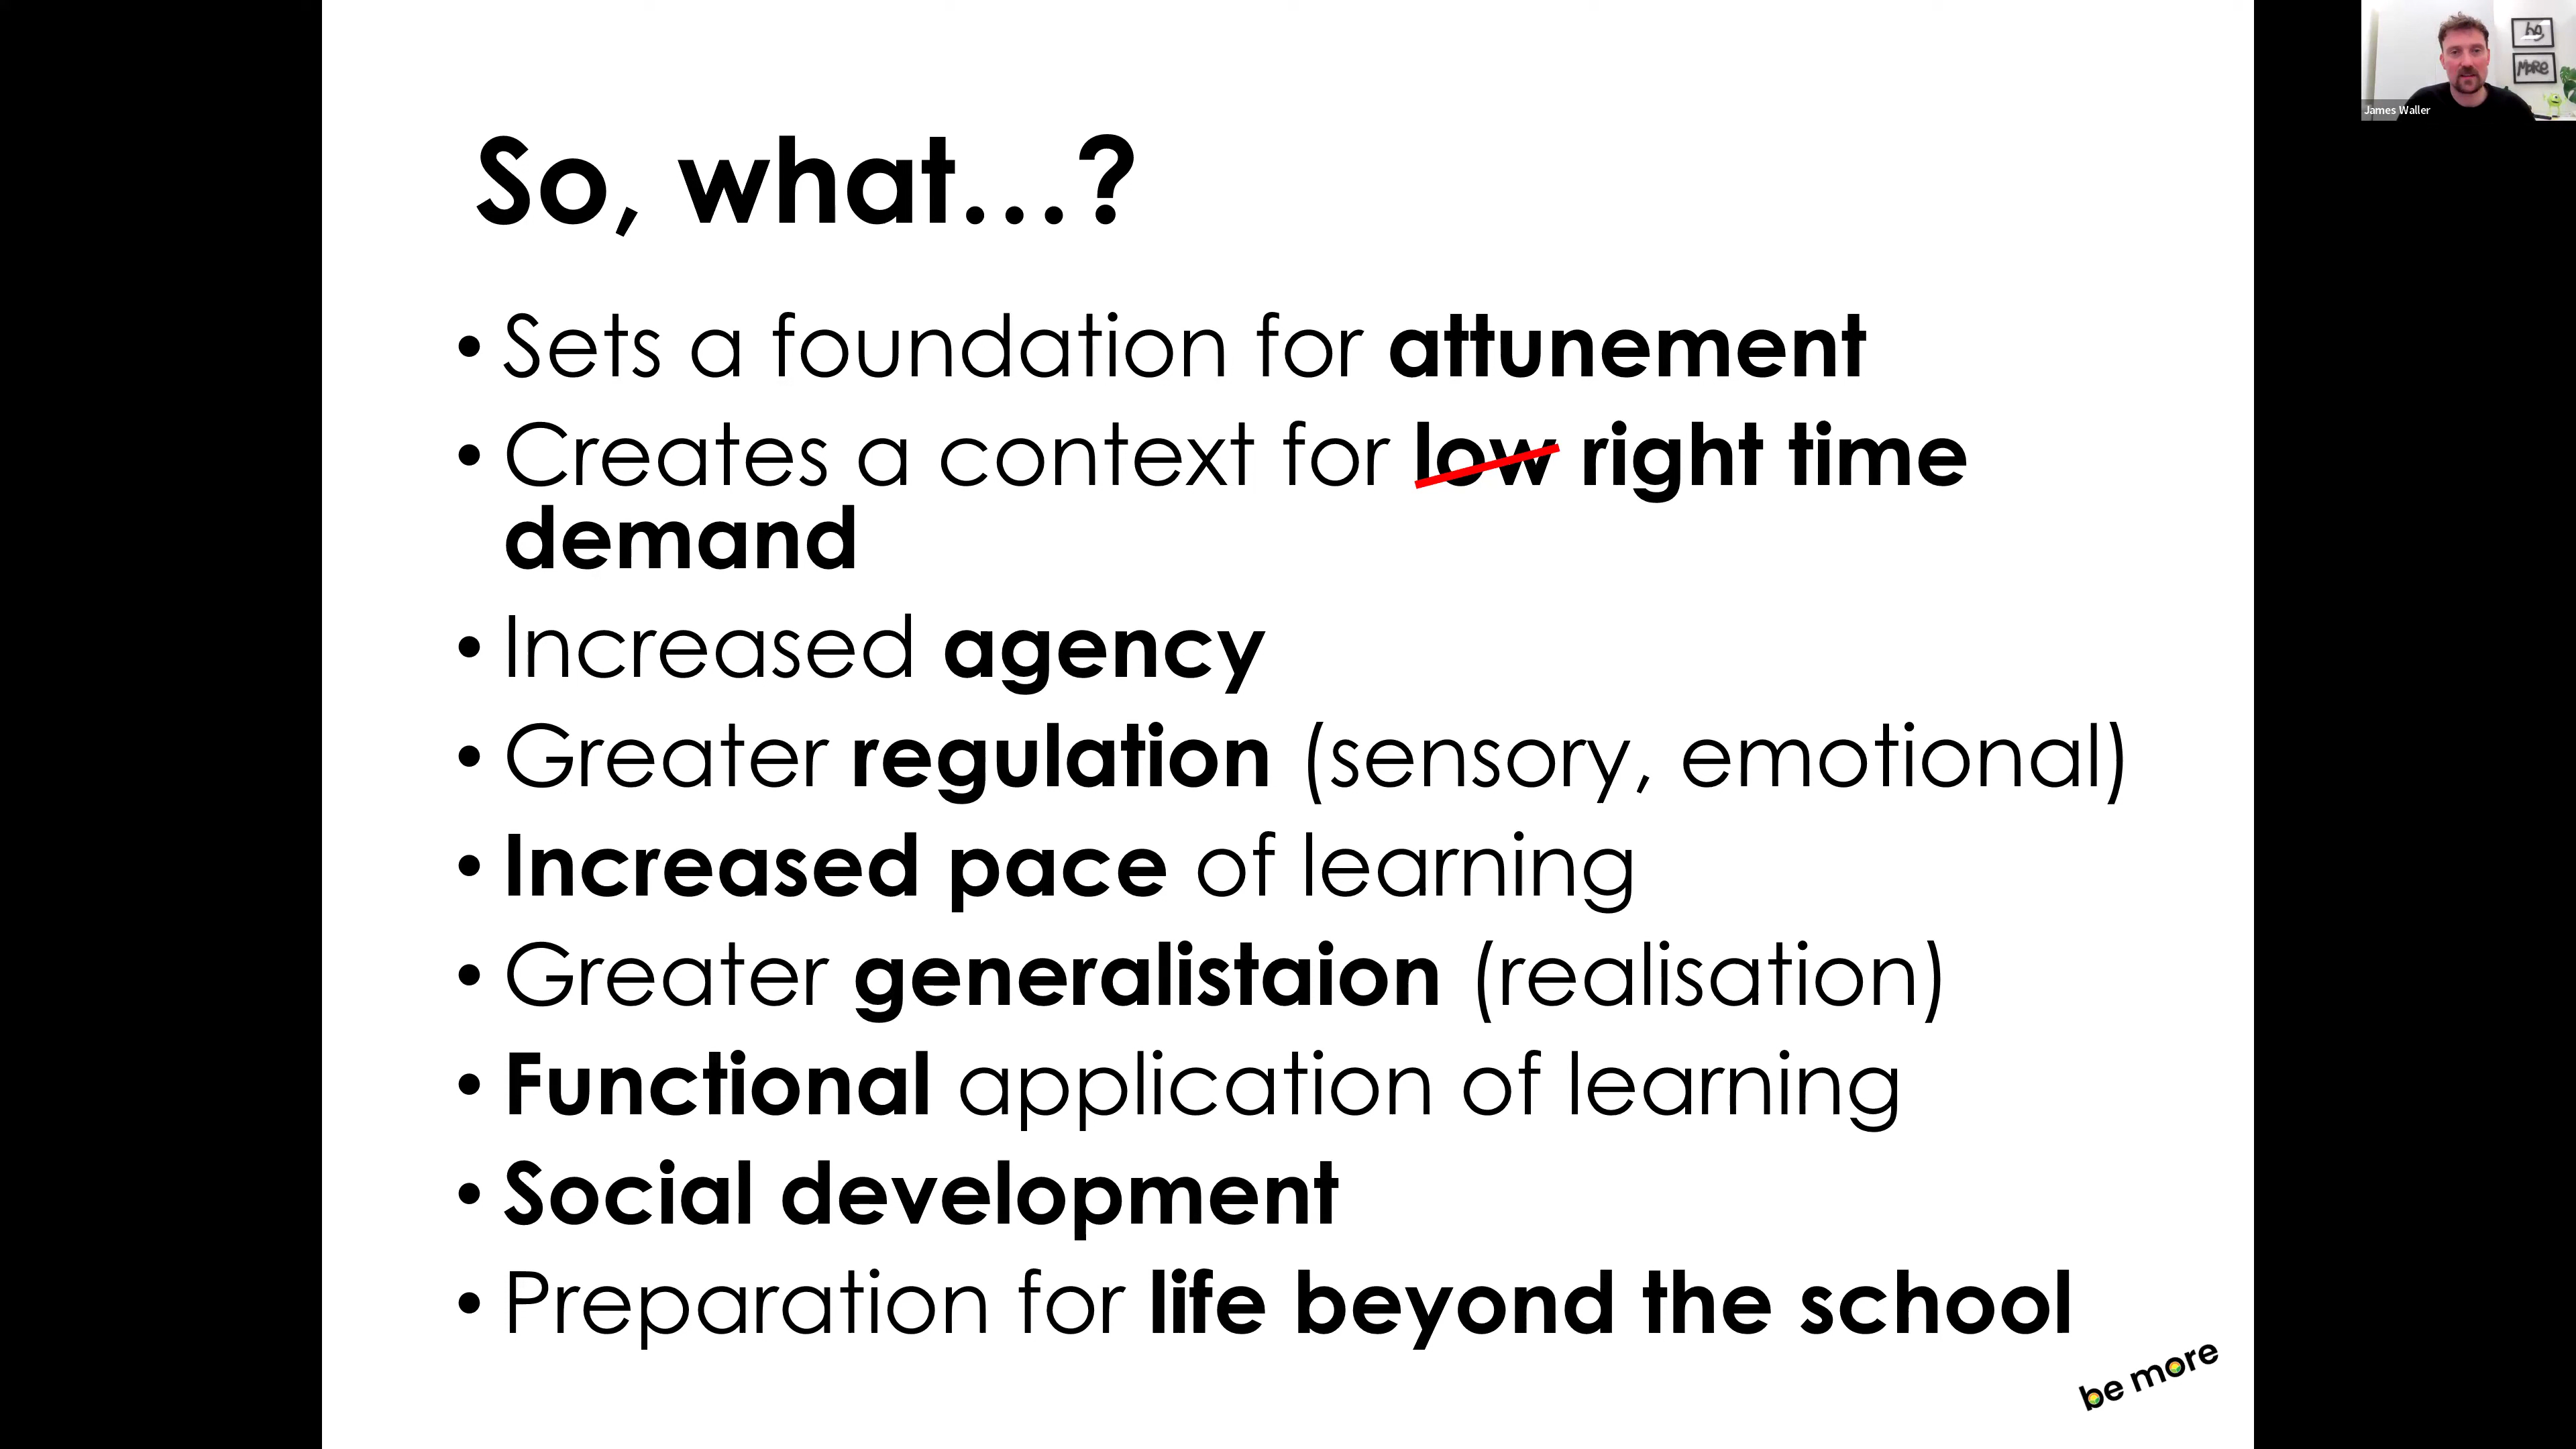 So, what...?
• Sets a foundation for attunement
• Creates a context for low right time
demand
• Increased agency
• Greater regulation (sensory, emotional)
• Increased pace of learning
• Greater generalistaion (realisation)
• Functional application of learning
• Social development
• Preparation for life beyond the school
be more
be
MoRe
James Waller